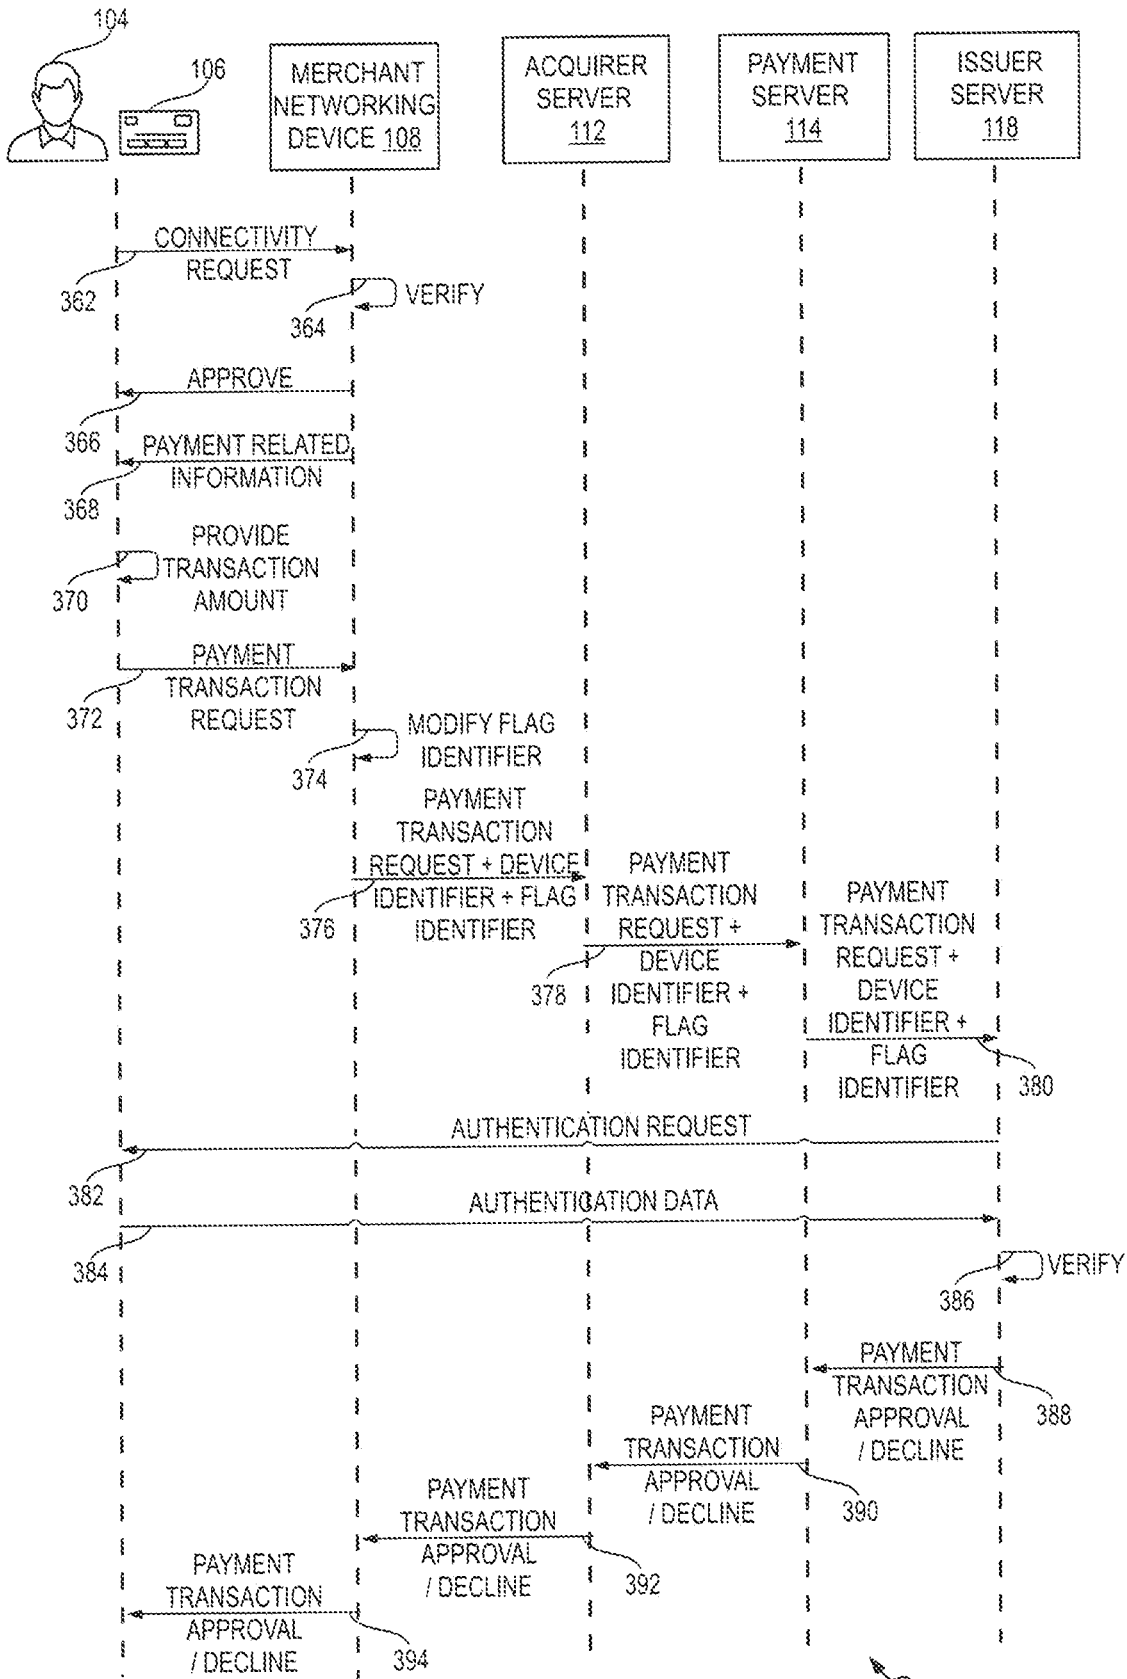 104
106
MERCHANT
NETWORKING
DEVICE 108
ACQUIRER
SERVER
112
PAYMENT
SERVER
114
ISSUER
SERVER
118
CONNECTIVITY
REQUEST
362
364
VERIFY
APPROVE
366
PAYMENT RELATED
INFORMATION
368
PROVIDE
TRANSACTION
AMOUNT
370
PAYMENT
TRANSACTION
REQUEST
372
MODIFY FLAG
IDENTIFIER
374
PAYMENT
TRANSACTION
REQUEST + DEVICE
IDENTIFIER + FLAG
IDENTIFIER
376
PAYMENT
TRANSACTION
REQUEST +
DEVICE
IDENTIFIER +
FLAG
IDENTIFIER
378
PAYMENT
TRANSACTION
REQUEST +
DEVICE
IDENTIFIER +
FLAG
IDENTIFIER
380
AUTHENTICATION REQUEST
382
AUTHENTICATION DATA
384
VERIFY
386
PAYMENT
TRANSACTION
APPROVAL
/ DECLINE
388
PAYMENT
TRANSACTION
APPROVAL
/ DECLINE
390
PAYMENT
TRANSACTION
APPROVAL
/ DECLINE
392
PAYMENT
TRANSACTION
APPROVAL
/ DECLINE
394